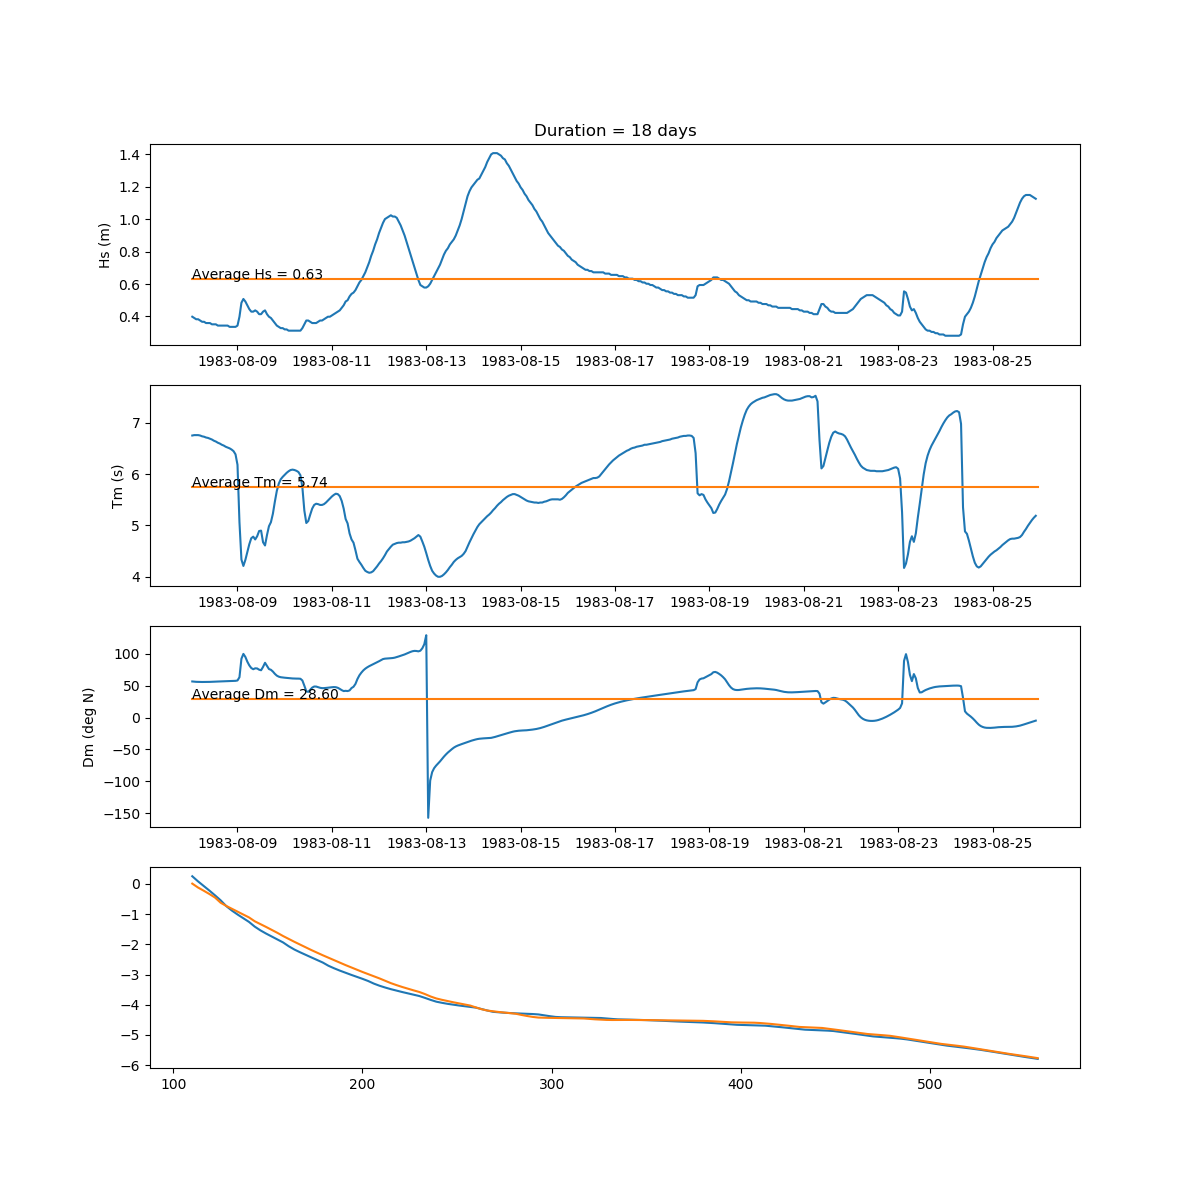 Duration = 18 days
Hs (m)
1.4
1.2
1.0
0.8
0.6
0.4
Average Hs = 0.63
1983-08-09 1983-08-11 1983-08-13 1983-08-15 1983-08-17 1983-08-19 1983-08-21 1983-08-23 1983-08-25
Tm (s)
7
6
5
4
Average Tm = 5.74
1983-08-09 1983-08-11 1983-08-13 1983-08-15 1983-08-17 1983-08-19 1983-08-21 1983-08-23 1983-08-25
Dm (deg N)
100
50
0
−50
−100
−150
Average Dm = 28.60
1983-08-09 1983-08-11 1983-08-13 1983-08-15 1983-08-17 1983-08-19 1983-08-21 1983-08-23 1983-08-25
0
−1
−2
−3
−4
−5
−6
100 200 300 400 500